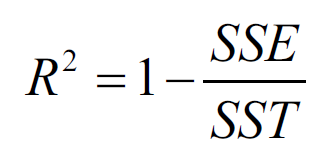 R² = 1 − SSE/SST